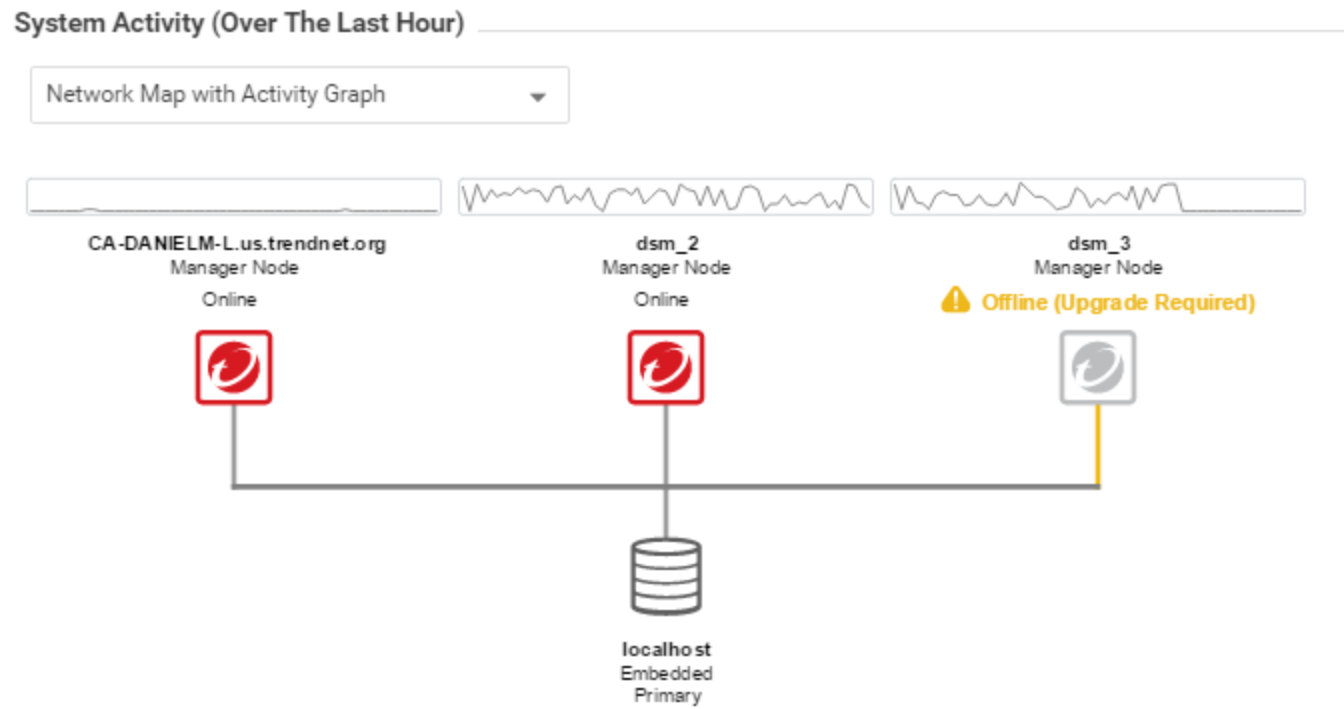 System Activity (Over The Last Hour)
Network Map with Activity Graph
CA-DANIELM-L.us.trendnet.org
Manager Node
Online
dsm_2
Manager Node
Online
dsm_3
Manager Node
Offline (Upgrade Required)
localhost
Embedded
Primary